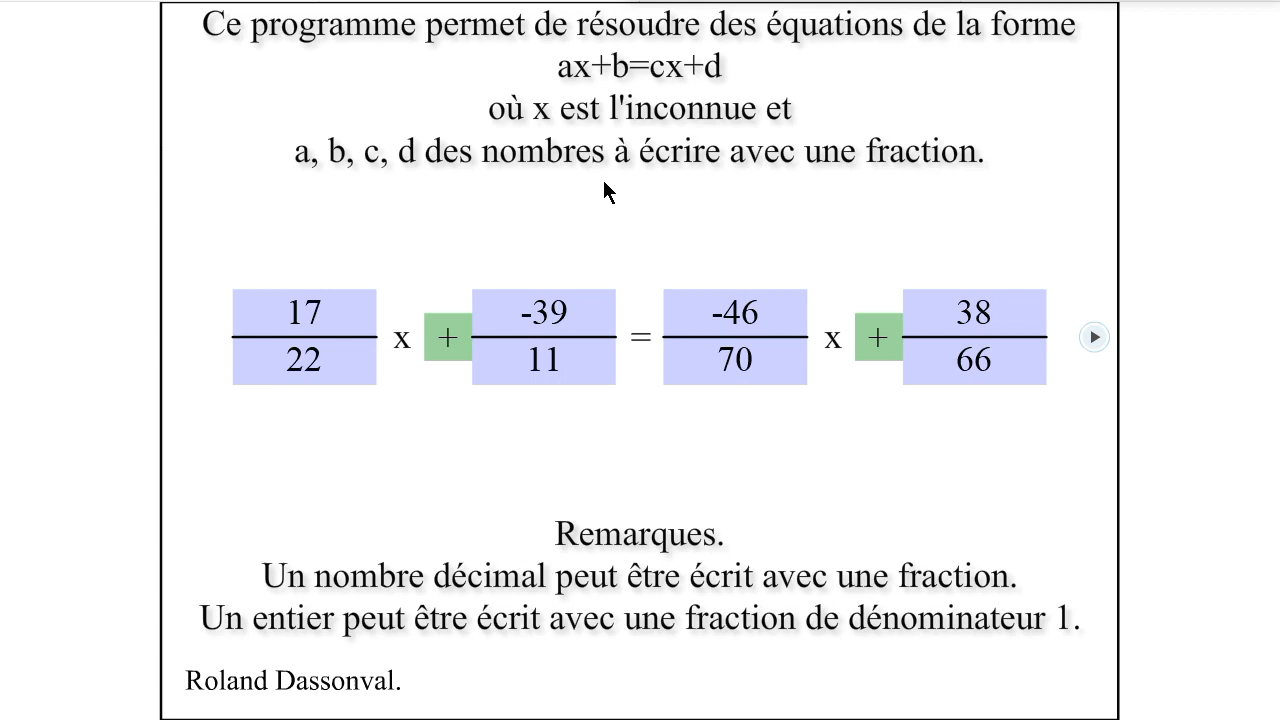 Ce programme permet de résoudre des équations de la forme
ax+b=cx+d
où x est l'inconnue et
a, b, c, d des nombres à écrire avec une fraction.
17 -39 -46 38
x + = x +
22 11 70 66
Remarques.
Un nombre décimal peut être écrit avec une fraction.
Un entier peut être écrit avec une fraction de dénominateur 1.
Roland Dassonval.